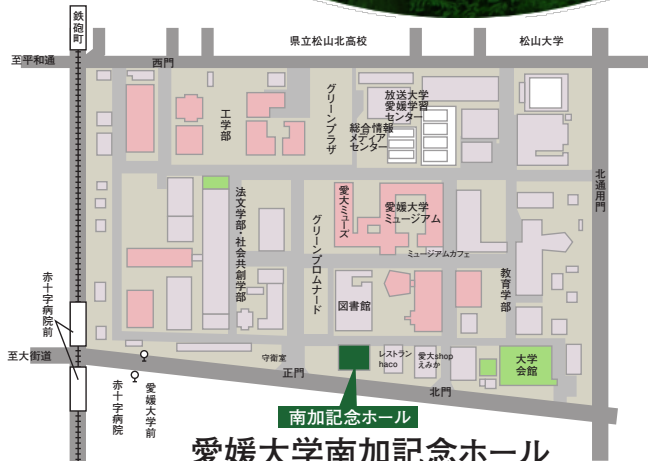 鉄砲町
県立松山北高校
松山大学
至平和通
西門
工学部
グリーンプラザ
放送大学
愛媛学習
センター
総合情報
メディア
センター
北通用門
法文学部・社会共創学部
グリーンプロムナード
愛大ミューズ
愛媛大学
ミュージアム
ミュージアムカフェ
教育学部
赤十字病院前
図書館
至大街道
守衛室
正門
レストラン
haco
愛大shop
えみか
北門
大学
会館
赤十字病院
愛媛大学前
南加記念ホール
愛媛大学南加記念ホール